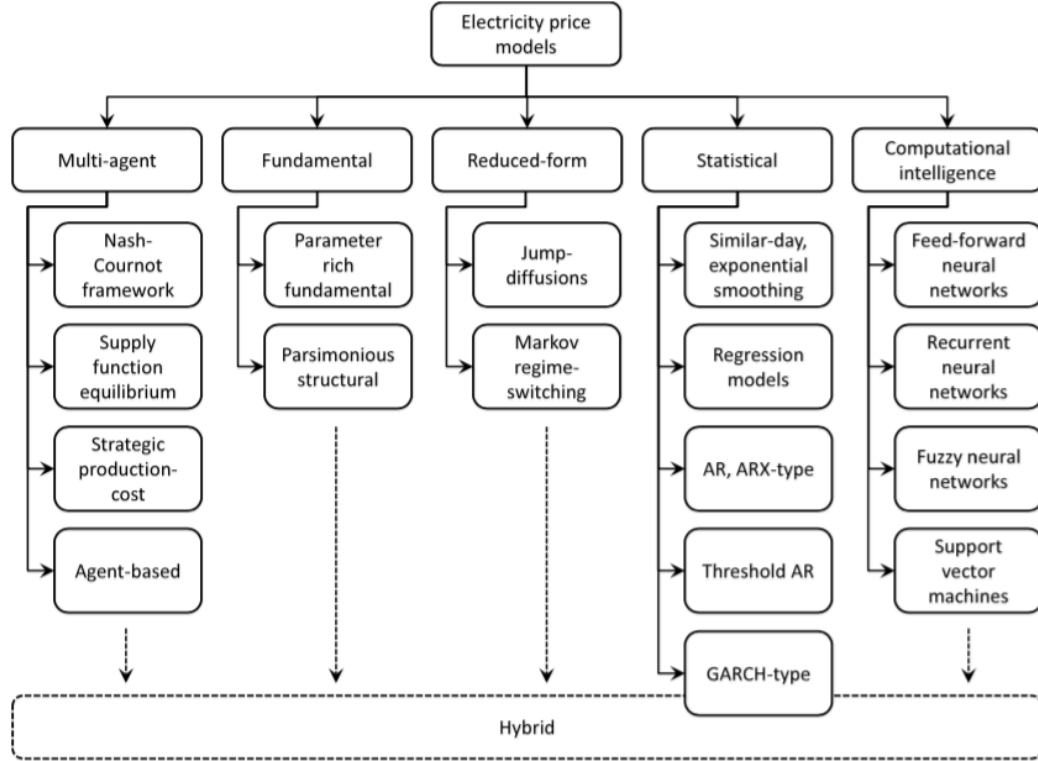 Electricity price
models
Multi-agent
Fundamental
Reduced-form
Statistical
Computational
intelligence
Nash-
Cournot
framework
Parameter
rich
fundamental
Jump-
diffusions
Similar-day,
exponential
smoothing
Feed-forward
neural
networks
Supply
function
equilibrium
Parsimonious
structural
Markov
regime-
switching
Regression
models
Recurrent
neural
networks
Strategic
production-
cost
AR, ARX-type
Fuzzy neural
networks
Agent-based
Threshold AR
Support
vector
machines
GARCH-type
Hybrid